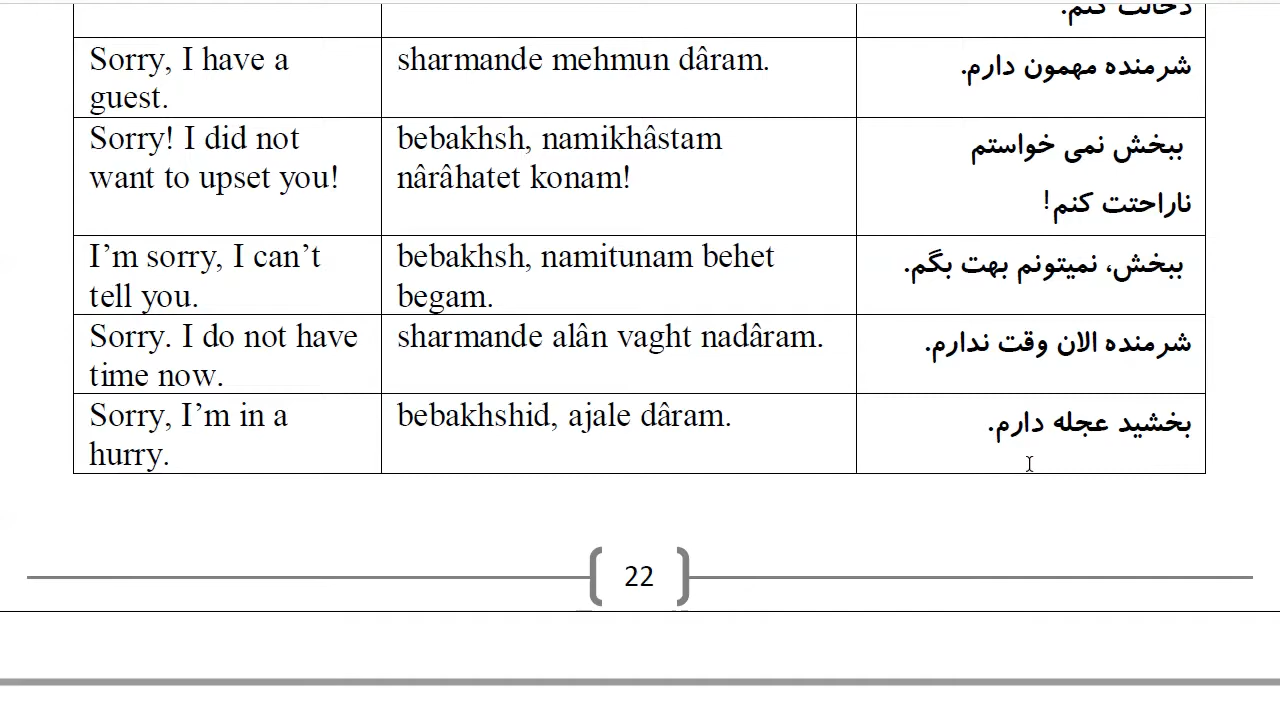 دخالت کنم.
Sorry, I have a
guest.
sharmande mehmun dâram.
شرمنده مهمون دارم.
Sorry! I did not
want to upset you!
bebakhsh, namikhâstam
nârâhatet konam!
ببخش نمی خواستم
ناراحتت کنم!
I’m sorry, I can’t
tell you.
bebakhsh, namitunam behet
begam.
ببخش، نمیتونم بهت بگم.
Sorry. I do not have
time now.
sharmande alân vaght nadâram.
شرمنده الان وقت ندارم.
Sorry, I’m in a
hurry.
bebakhshid, ajale dâram.
بخشید عجله دارم.
22